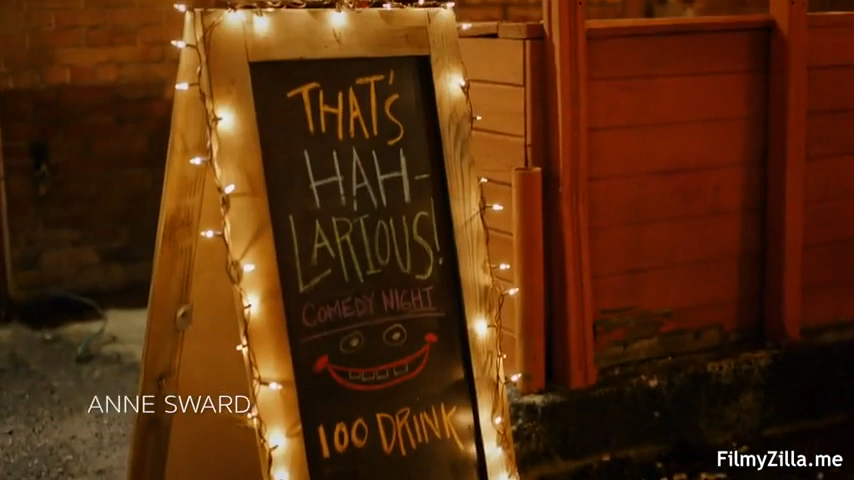 THAT'S
HAH-
LARIOUS!
COMEDY NIGHT
100 DRINK
ANNE SWARD
FilmyZilla.me